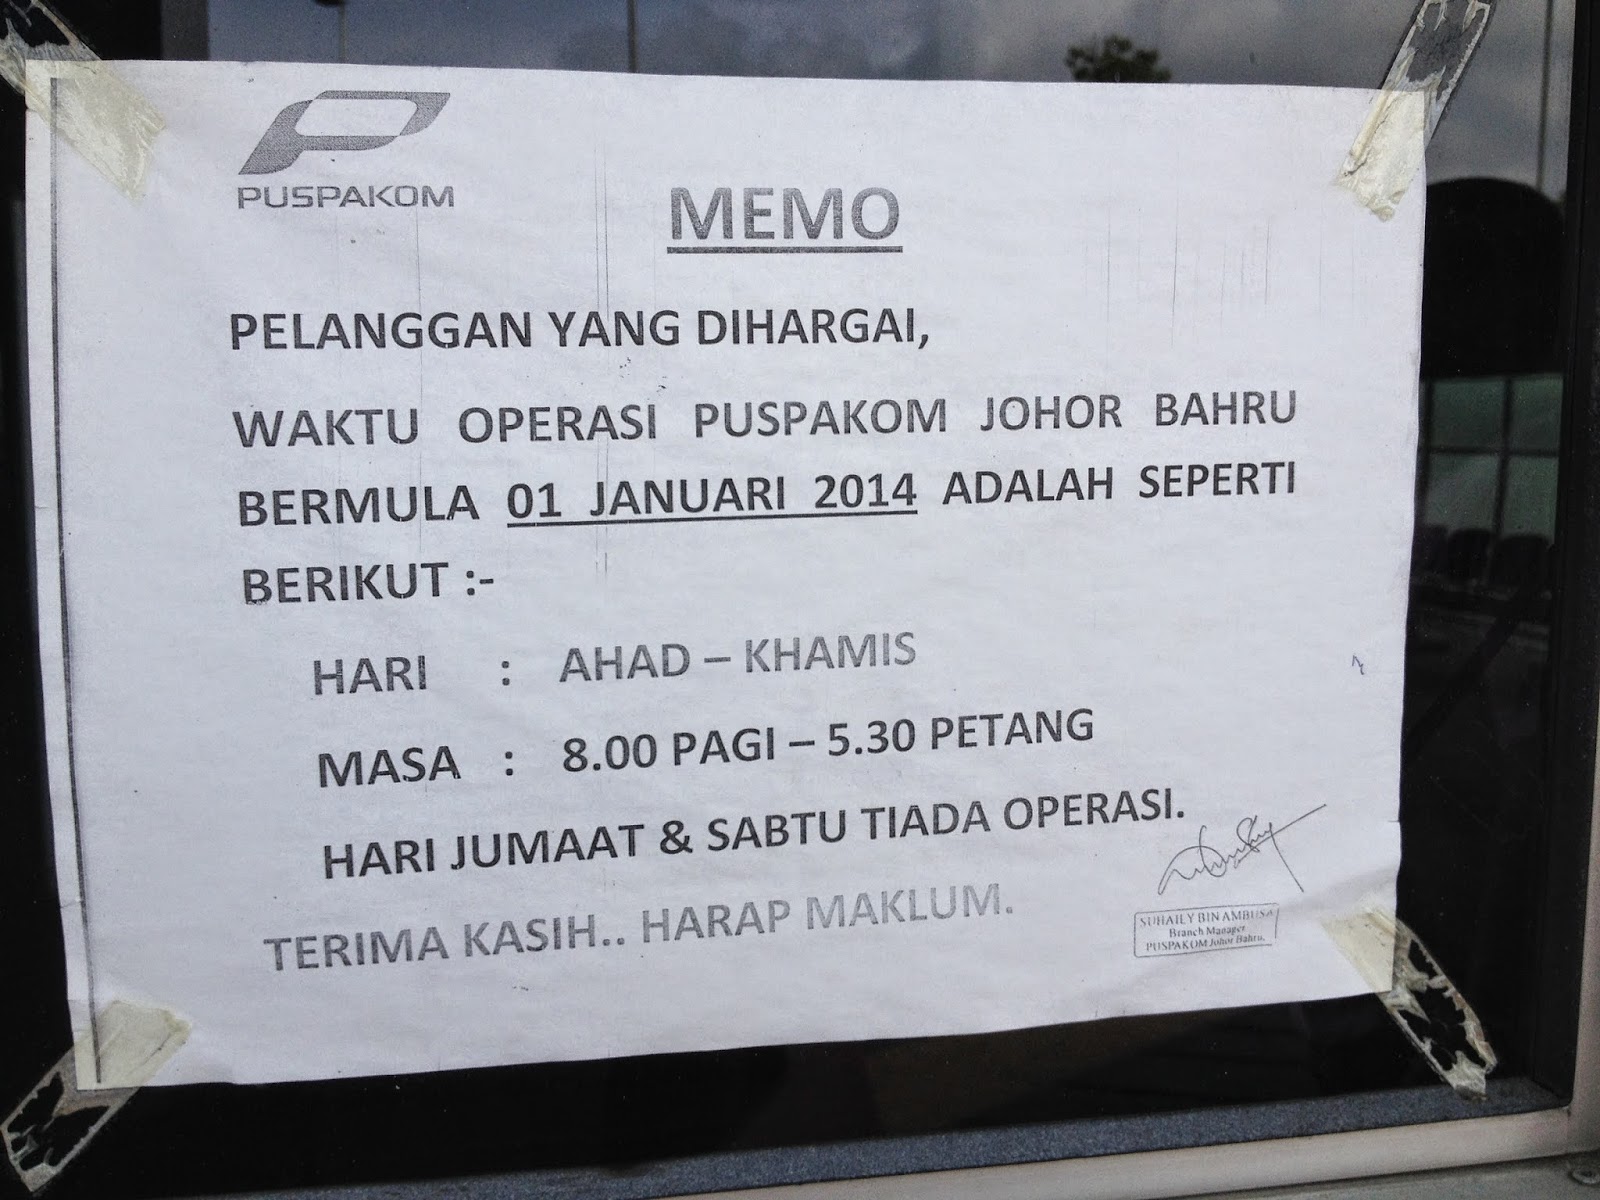 PUSPAKOM
MEMO
PELANGGAN YANG DIHARGAI,
WAKTU OPERASI PUSPAKOM JOHOR BAHRU
BERMULA 01 JANUARI 2014 ADALAH SEPERTI
BERIKUT :-
HARI : AHAD – KHAMIS
MASA : 8.00 PAGI – 5.30 PETANG
HARI JUMAAT & SABTU TIADA OPERASI.
TERIMA KASIH.. HARAP MAKLUM.
SUHAILY BIN AMBUSA
Branch Manager
PUSPAKOM Johor Bahru.